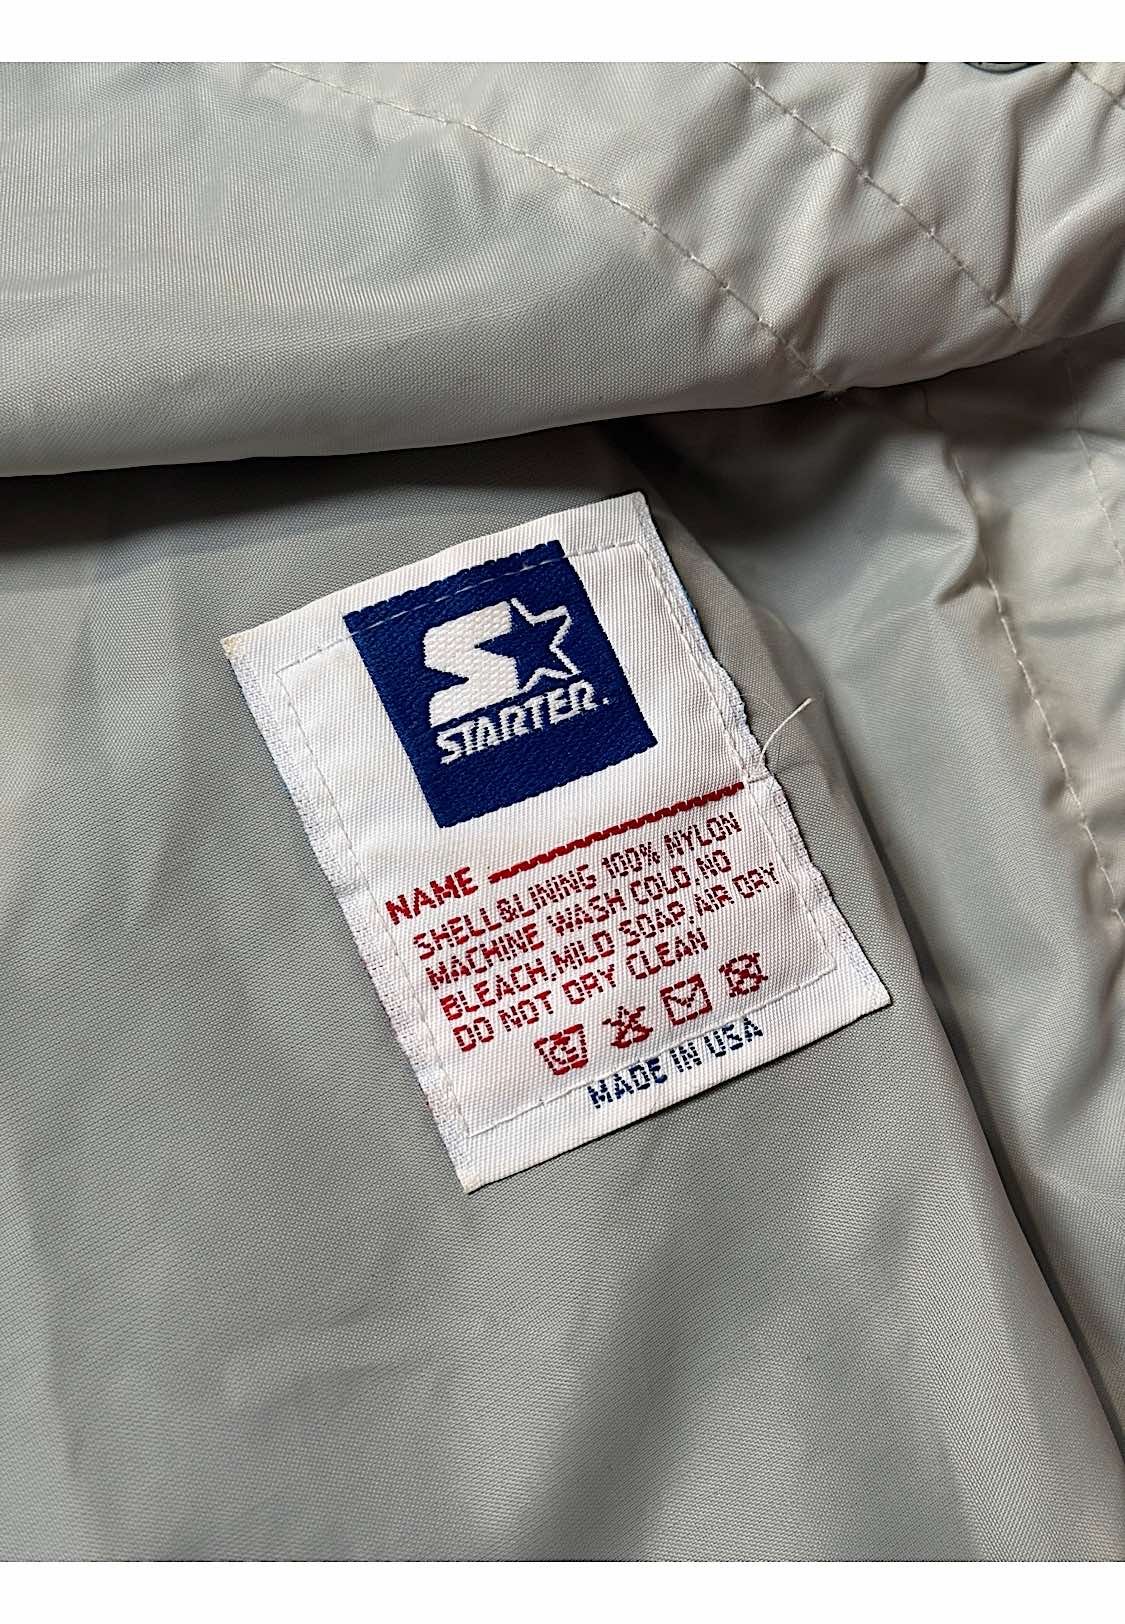 STARTER.
NAME
SHELL&LINING 100% NYLON
MACHINE WASH COLD, NO
BLEACH, MILD SOAP, AIR DRY
DO NOT DRY CLEAN
MADE IN USA